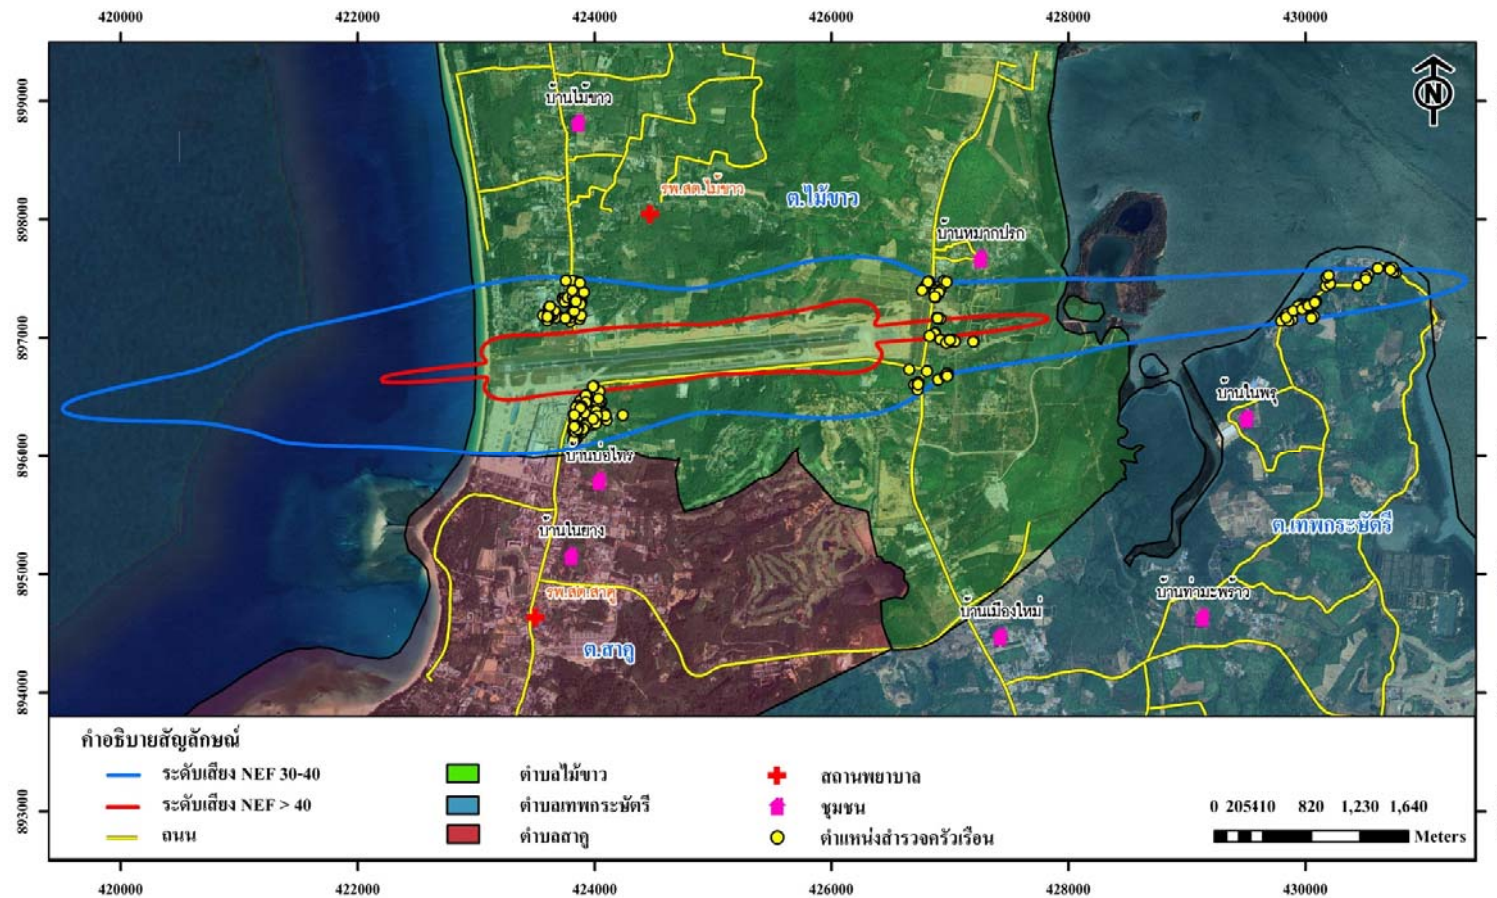 420000 422000 424000 426000 428000 430000
899000
898000
897000
896000
895000
894000
893000
N
บ้านไม้ขาว
รพ.สต.ไม้ขาว
ต.ไม้ขาว
บ้านหมากปรก
บ้านในพรุ
บ้านบ่อไทร
ต.เทพกระษัตรี
บ้านในยาง
รพ.สต.สาคู
บ้านท่ามะพร้าว
บ้านเมืองใหม่
ต.สาคู
คำอธิบายสัญลักษณ์
ระดับเสียง NEF 30-40
ระดับเสียง NEF > 40
ถนน
ตำบลไม้ขาว
ตำบลเทพกระษัตรี
ตำบลสาคู
สถานพยาบาล
ชุมชน
ตำแหน่งสำรวจครัวเรือน
0 205410 820 1,230 1,640
Meters
420000 422000 424000 426000 428000 430000